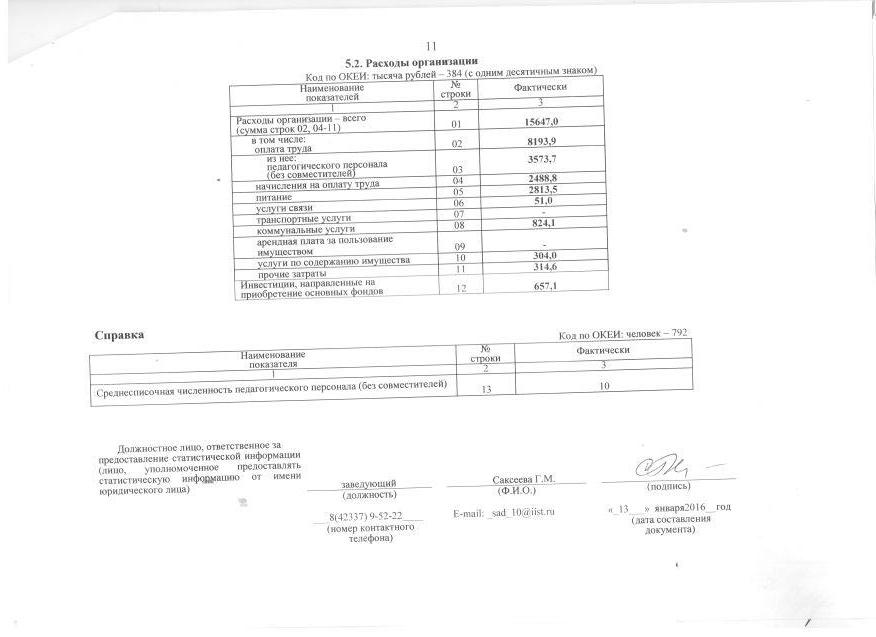 11
5.2. Расходы организации
Код по ОКЕИ: тысяча рублей – 384 (с одним десятичным знаком)
Наименование показателей № строки Фактически
1 2 3
Расходы организации – всего
(сумма строк 02, 04-11) 01 15647,0
в том числе:
оплата труда 02 8193,9
из нее:
педагогического персонала
(без совместителей) 03 3573,7
начисления на оплату труда 04 2488,8
питание 05 2813,5
услуги связи 06 51,0
транспортные услуги 07 -
коммунальные услуги 08 824,1
арендная плата за пользование
имуществом 09 -
услуги по содержанию имущества 10 304,0
прочие затраты 11 314,6
Инвестиции, направленные на
приобретение основных фондов 12 657,1
Справка
Код по ОКЕИ: человек – 792
Наименование показателя № строки Фактически
1 2 3
Среднесписочная численность педагогического персонала (без совместителей) 13 10
Должностное лицо, ответственное за
предоставление статистической информации
(лицо, уполномоченное предоставлять
статистическую информацию от имени
юридического лица)
заведующий Саксеева Г.М.
(должность) (Ф.И.О.) (подпись)
8(42337) 9-52-22 E-mail: _sad_10@iist.ru «_13__» января2016__год
(номер контактного
телефона)
(дата составления
документа)